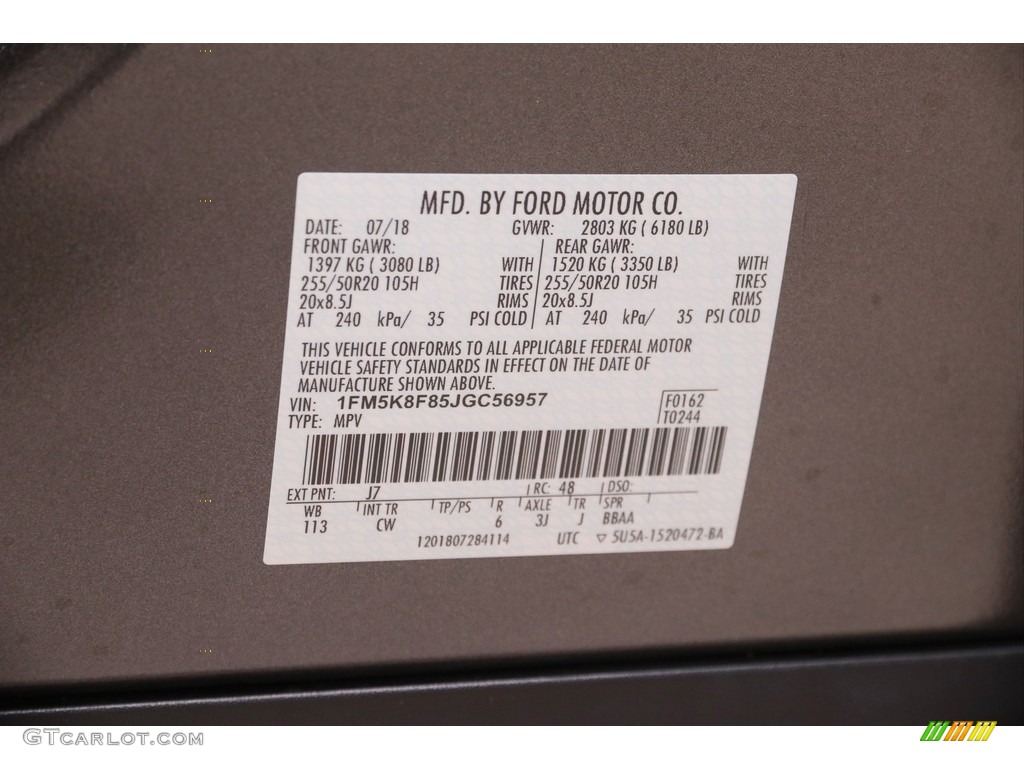 MFD. BY FORD MOTOR CO.
DATE: 07/18 GVWR: 2803 KG ( 6180 LB)
FRONT GAWR: REAR GAWR:
1397 KG ( 3080 LB) WITH 1520 KG ( 3350 LB) WITH
255/50R20 105H TIRES 255/50R20 105H TIRES
20x8.5J RIMS 20x8.5J RIMS
AT 240 kPa/ 35 PSI COLD AT 240 kPa/ 35 PSI COLD
THIS VEHICLE CONFORMS TO ALL APPLICABLE FEDERAL MOTOR
VEHICLE SAFETY STANDARDS IN EFFECT ON THE DATE OF
MANUFACTURE SHOWN ABOVE.
VIN: 1FM5K8F85JGC56957 F0162
TYPE: MPV T0244
EXT PNT: J7 RC: 48 DSO:
WB INT TR TP/PS R AXLE TR SPR
113 CW 6 3J J BBAA
1201807284114 UTC ▽ 5U5A-1520472-BA
GTCARLOT.COM